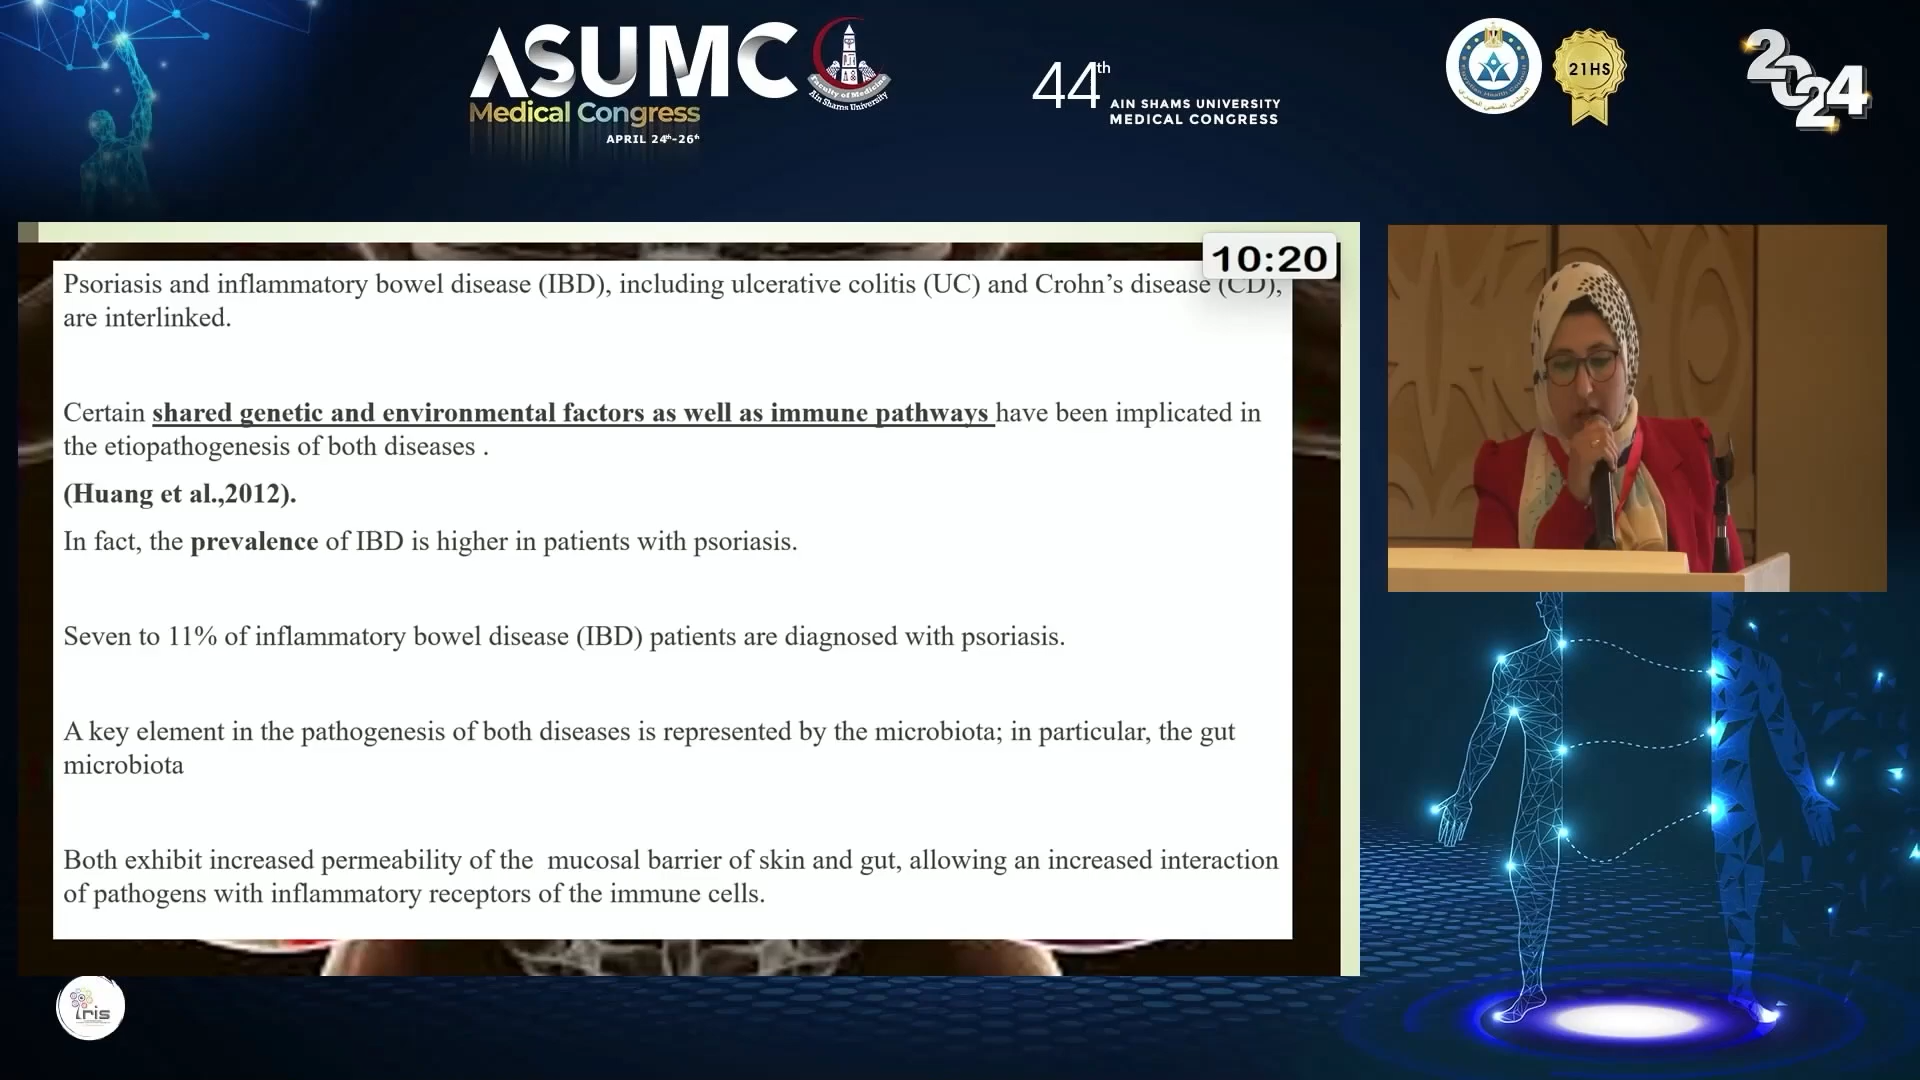 ASUMC
Medical Congress
APRIL 24th-26th
Faculty of Medicine
Ain Shams University
44th
AIN SHAMS UNIVERSITY
MEDICAL CONGRESS
21HS
2024
10:20
Psoriasis and inflammatory bowel disease (IBD), including ulcerative colitis (UC) and Crohn’s disease (CD),
are interlinked.
Certain shared genetic and environmental factors as well as immune pathways have been implicated in
the etiopathogenesis of both diseases .
(Huang et al.,2012).
In fact, the prevalence of IBD is higher in patients with psoriasis.
Seven to 11% of inflammatory bowel disease (IBD) patients are diagnosed with psoriasis.
A key element in the pathogenesis of both diseases is represented by the microbiota; in particular, the gut
microbiota
Both exhibit increased permeability of the  mucosal barrier of skin and gut, allowing an increased interaction
of pathogens with inflammatory receptors of the immune cells.
iris